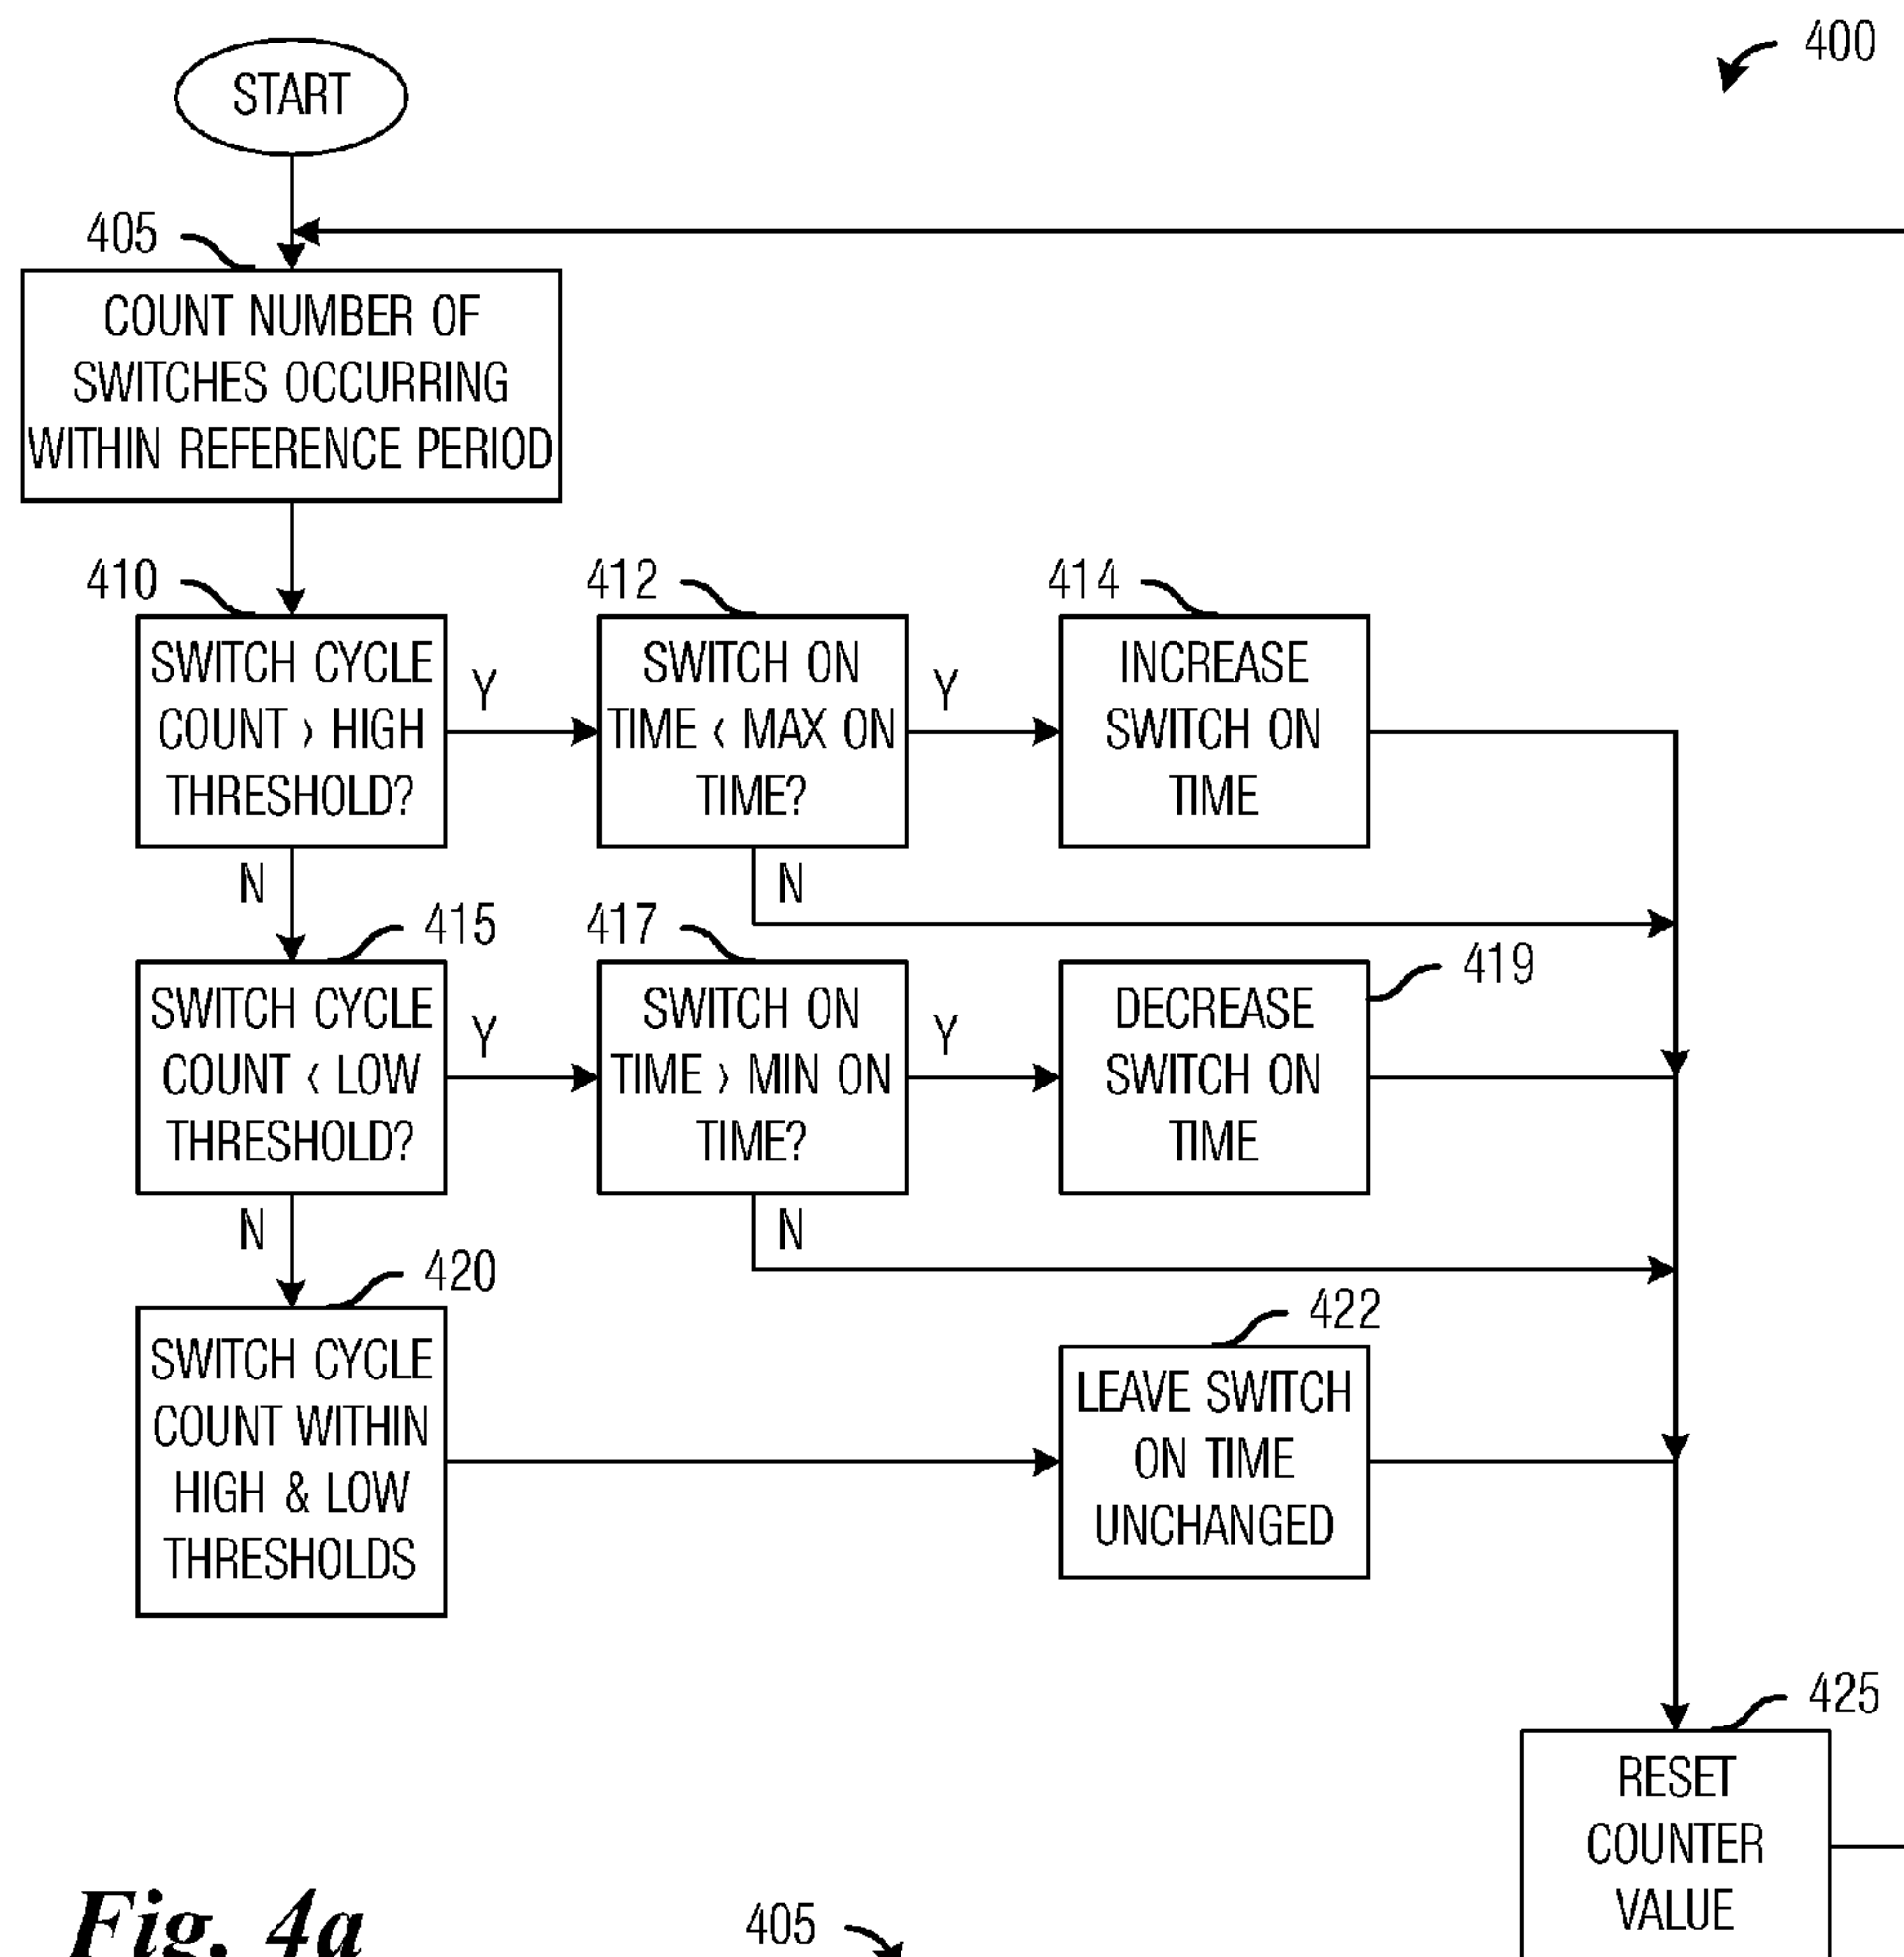 400
START
405
COUNT NUMBER OF
SWITCHES OCCURRING
WITHIN REFERENCE PERIOD
410
SWITCH CYCLE
COUNT > HIGH
THRESHOLD?
Y
412
SWITCH ON
TIME < MAX ON
TIME?
Y
414
INCREASE
SWITCH ON
TIME
N
N
415
SWITCH CYCLE
COUNT < LOW
THRESHOLD?
Y
417
SWITCH ON
TIME > MIN ON
TIME?
Y
419
DECREASE
SWITCH ON
TIME
N
N
420
SWITCH CYCLE
COUNT WITHIN
HIGH & LOW
THRESHOLDS
422
LEAVE SWITCH
ON TIME
UNCHANGED
425
RESET
COUNTER
VALUE
Fig. 4a
405